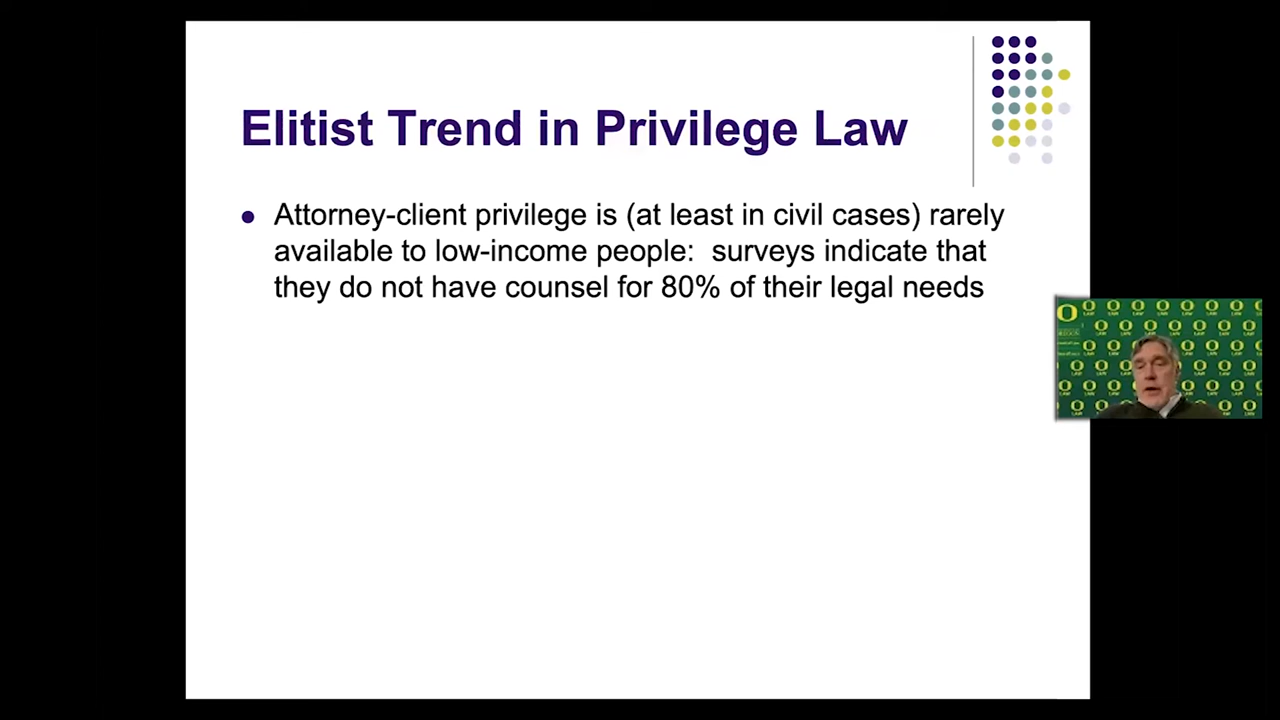 Elitist Trend in Privilege Law
Attorney-client privilege is (at least in civil cases) rarely
available to low-income people: surveys indicate that
they do not have counsel for 80% of their legal needs